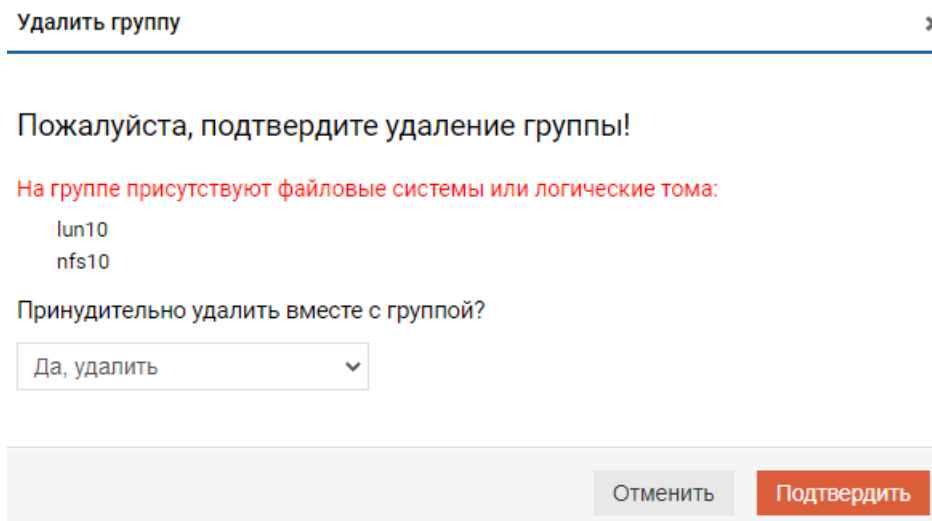 Удалить группу
Пожалуйста, подтвердите удаление группы!
На группе присутствуют файловые системы или логические тома:
lun10
nfs10
Принудительно удалить вместе с группой?
Да, удалить
Отменить
Подтвердить